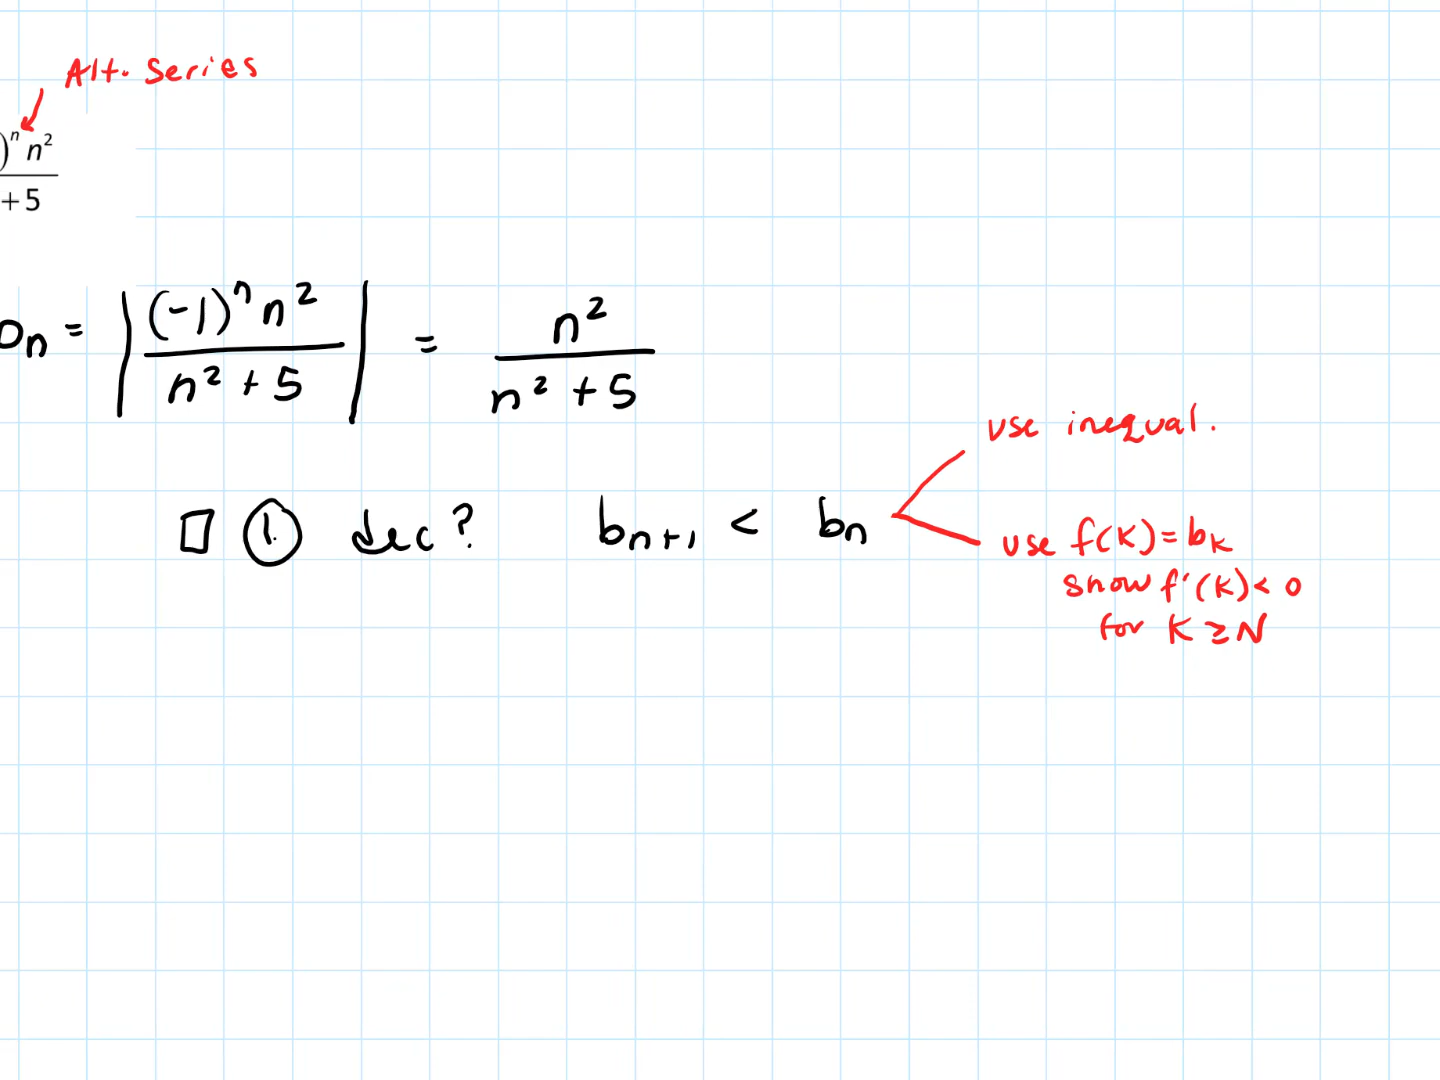 Alt. Series
)ⁿ n²
+ 5
bn = | (-1)ⁿ n² / n² + 5 | = n² / n² + 5
use inequal.
□ ① dec? bn+1 < bn
use f(k) = bk
show f'(k) < 0
for k ≥ N